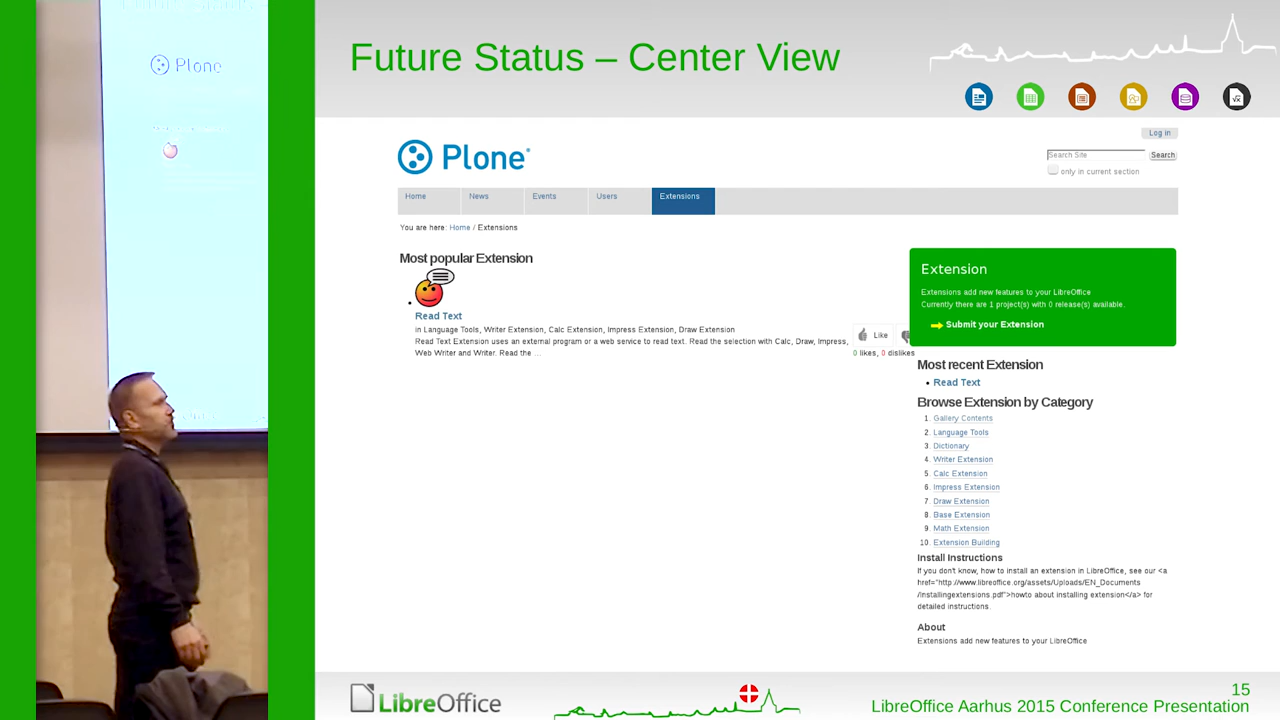 Plone
Future Status – Center View
Log in
Plone®
Search Site
Search
only in current section
Home
News
Events
Users
Extensions
You are here: Home / Extensions
Most popular Extension
Read Text
in Language Tools, Writer Extension, Calc Extension, Impress Extension, Draw Extension
Read Text Extension uses an external program or a web service to read text. Read the selection with Calc, Draw, Impress,
Web Writer and Writer. Read the ...
Like
0 likes, 0 dislikes
Extension
Extensions add new features to your LibreOffice
Currently there are 1 project(s) with 0 release(s) available.
Submit your Extension
Most recent Extension
Read Text
Browse Extension by Category
1. Gallery Contents
2. Language Tools
3. Dictionary
4. Writer Extension
5. Calc Extension
6. Impress Extension
7. Draw Extension
8. Base Extension
9. Math Extension
10. Extension Building
Install Instructions
If you don't know, how to install an extension in LibreOffice, see our <a
href="http://www.libreoffice.org/assets/Uploads/EN_Documents
/Installingextensions.pdf">howto about installing extension</a> for
detailed instructions.
About
Extensions add new features to your LibreOffice
LibreOffice
15
LibreOffice Aarhus 2015 Conference Presentation